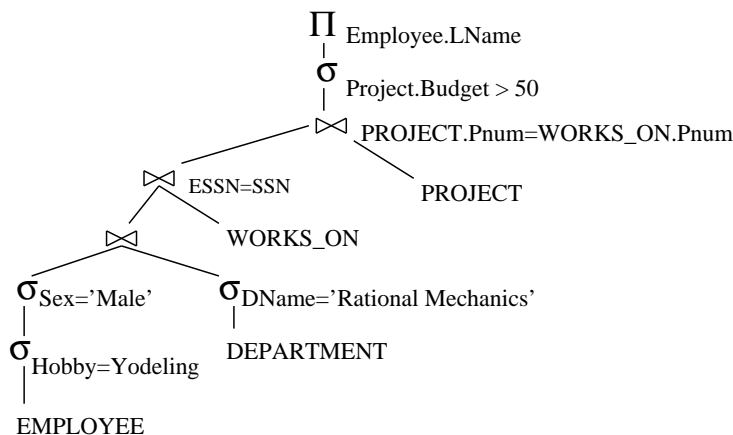 Π Employee.LName
σ Project.Budget > 50
⋈ PROJECT.Pnum=WORKS_ON.Pnum
⋈ ESSN=SSN
PROJECT
WORKS_ON
⋈
σ Sex='Male'
σ DName='Rational Mechanics'
σ Hobby=Yodeling
DEPARTMENT
EMPLOYEE